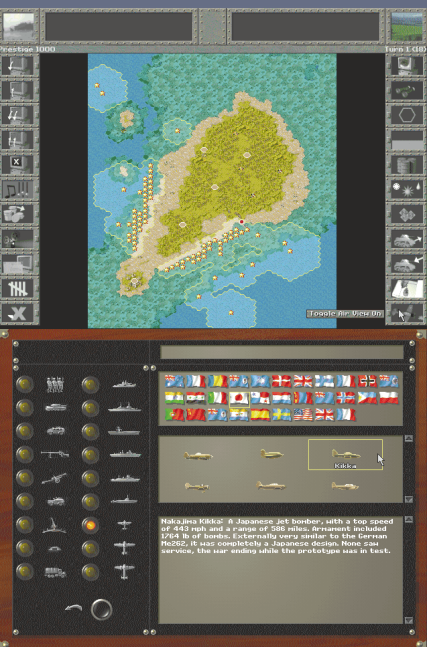 Prestige 1000
Turn 1 (18)
Toggle Air View On
Kikka
Nakajima Kikka: A Japanese jet bomber, with a top speed
of 443 mph and a range of 586 miles. Armament included
1764 lb of bombs. Externally very similar to the German
Me262, it was completely a Japanese design. None saw
service, the war ending while the prototype was in test.